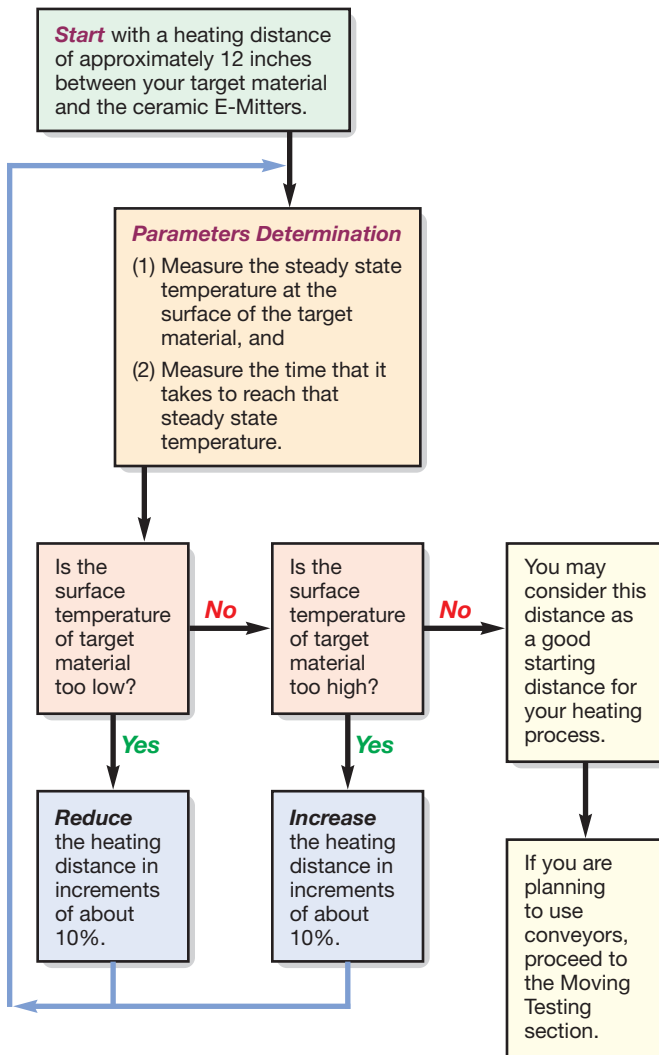 Start with a heating distance
of approximately 12 inches
between your target material
and the ceramic E-Mitters.
Parameters Determination
(1) Measure the steady state
temperature at the
surface of the target
material, and
(2) Measure the time that it
takes to reach that
steady state
temperature.
Is the
surface
temperature
of target
material
too low?
No
Is the
surface
temperature
of target
material
too high?
No
You may
consider this
distance as
a good
starting
distance for
your heating
process.
Yes
Yes
Reduce
the heating
distance in
increments
of about
10%.
Increase
the heating
distance in
increments
of about
10%.
If you are
planning
to use
conveyors,
proceed to
the Moving
Testing
section.